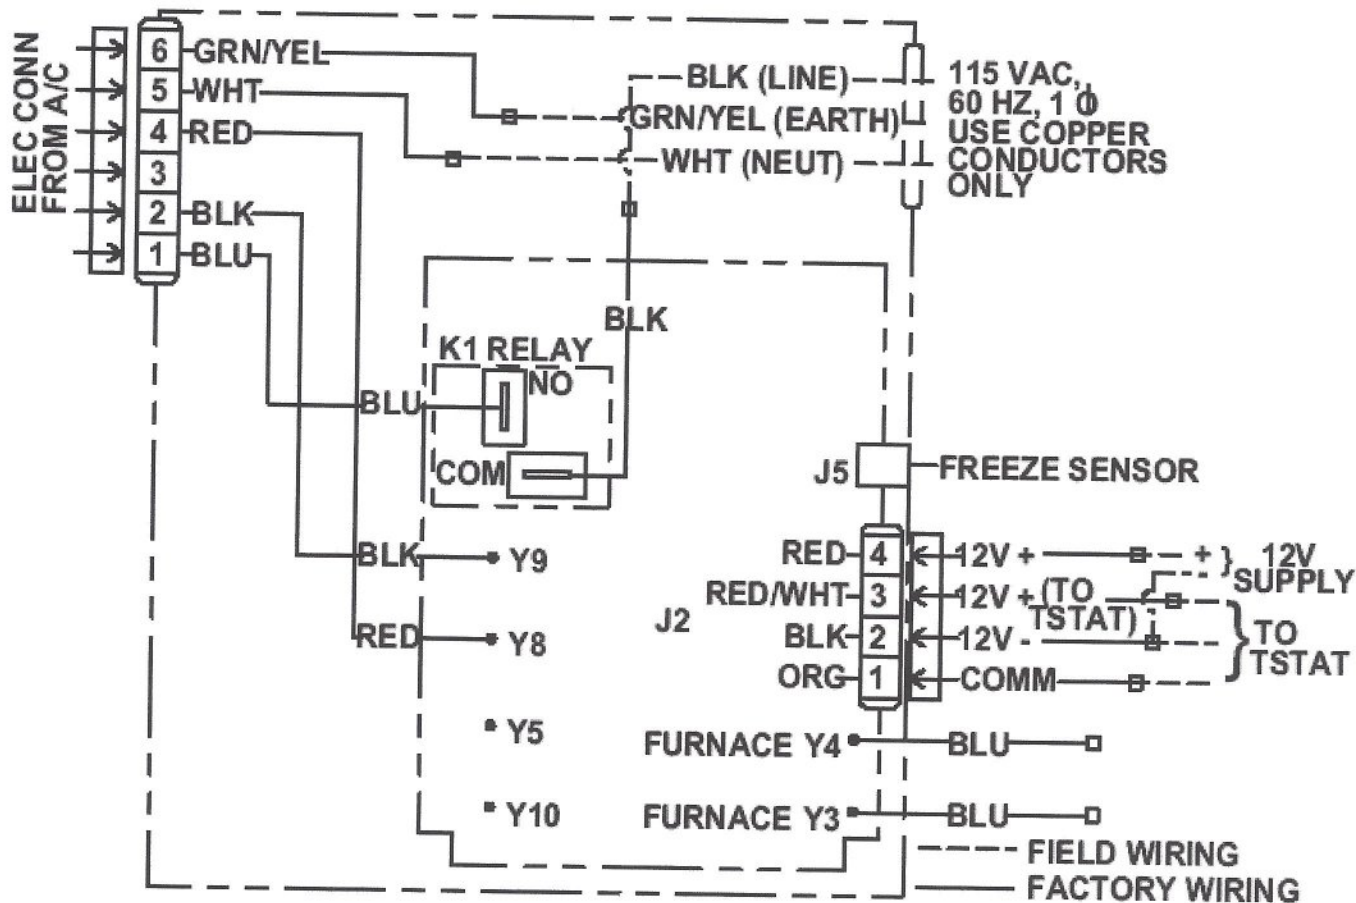 ELEC CONN
FROM A/C
6 GRN/YEL
5 WHT
4 RED
3
2 BLK
1 BLU
BLK (LINE)
GRN/YEL (EARTH)
WHT (NEUT)
115 VAC,
60 HZ, 1 Φ
USE COPPER
CONDUCTORS
ONLY
BLK
K1 RELAY
NO
BLU
COM
J5
FREEZE SENSOR
BLK Y9
RED Y8
Y5
Y10
J2
RED 4 12V + + } 12V
SUPPLY
-
RED/WHT 3 12V + (TO
TSTAT)
BLK 2 12V -
ORG 1 COMM
} TO
TSTAT
FURNACE Y4 BLU
FURNACE Y3 BLU
FIELD WIRING
FACTORY WIRING